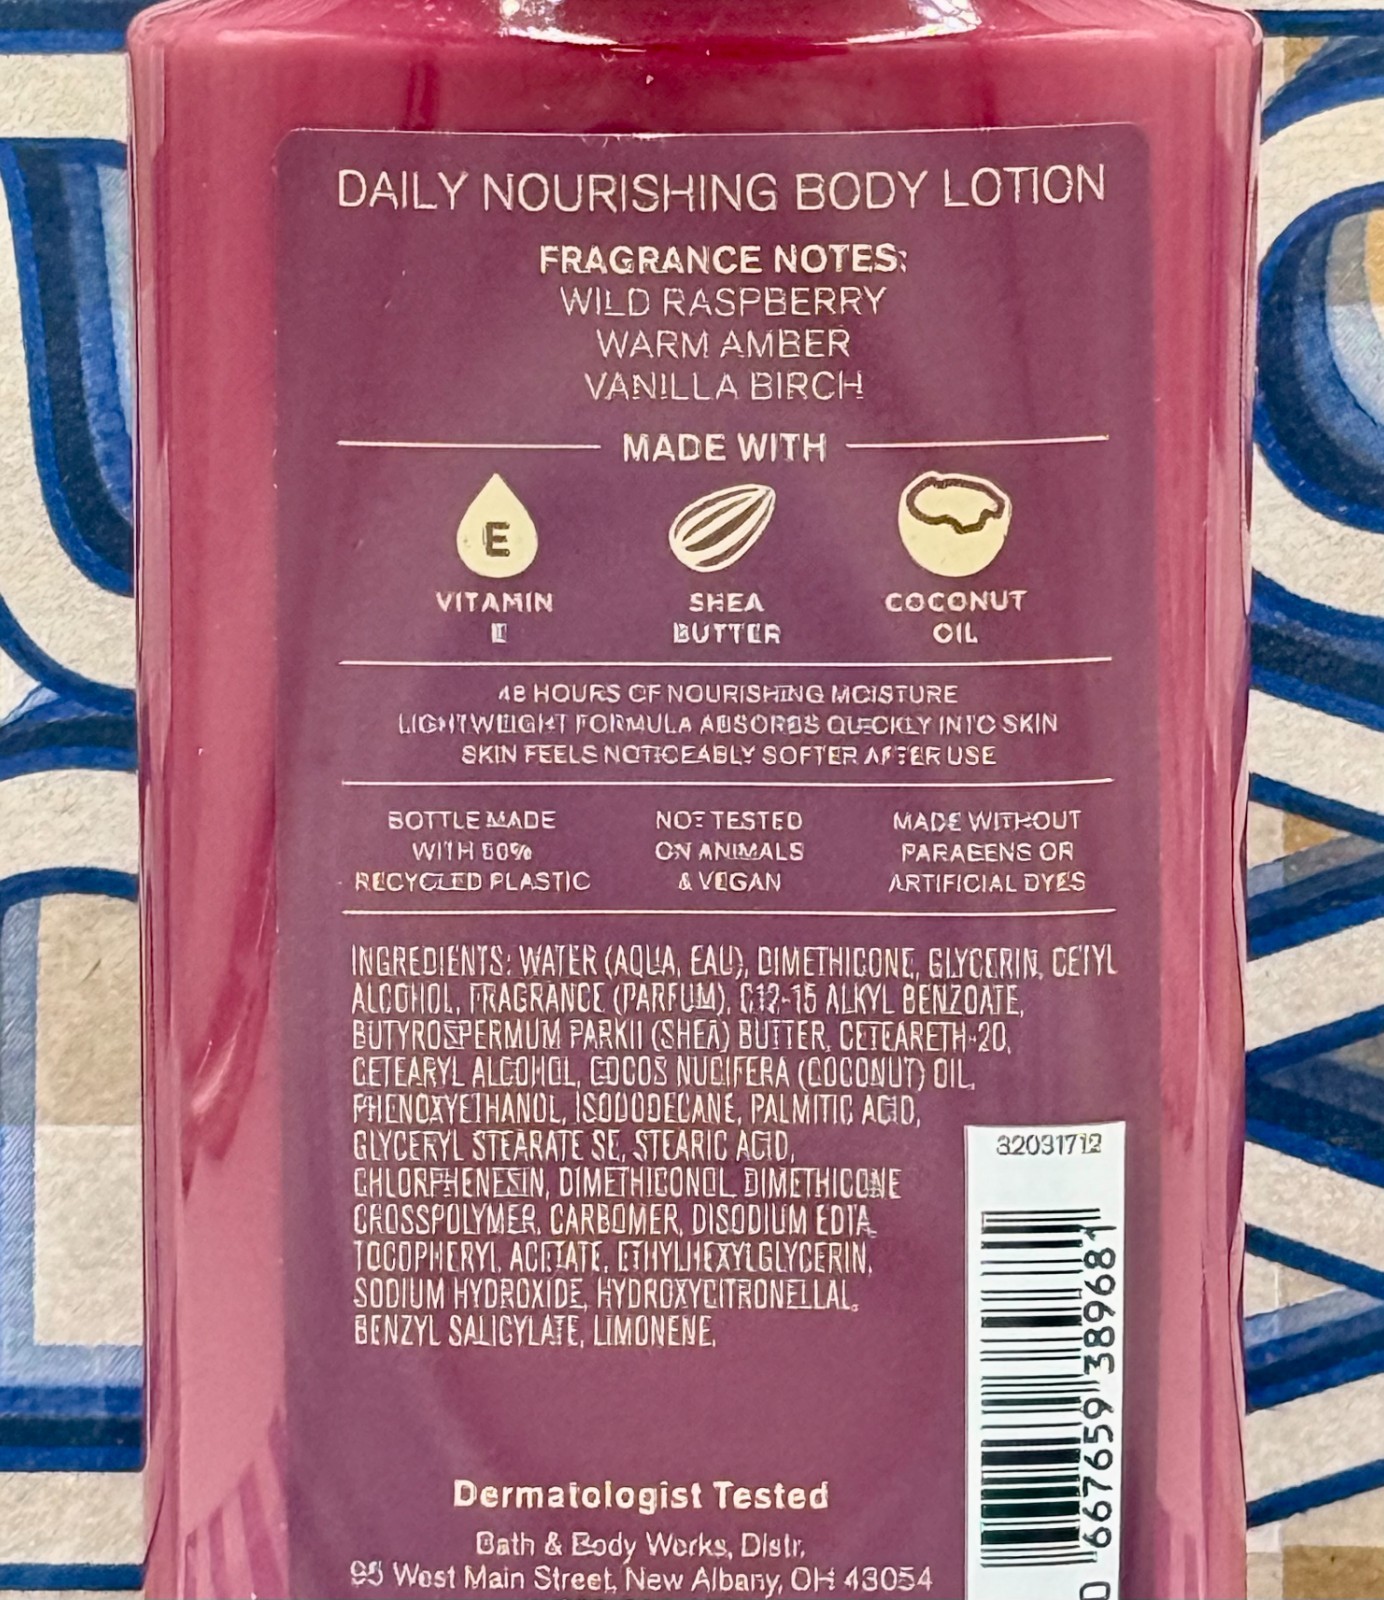 DAILY NOURISHING BODY LOTION
FRAGRANCE NOTES:
WILD RASPBERRY
WARM AMBER
VANILLA BIRCH
MADE WITH
E
VITAMIN
E
SHEA
BUTTER
COCONUT
OIL
48 HOURS OF NOURISHING MOISTURE
LIGHTWEIGHT FORMULA ABSORBS QUICKLY INTO SKIN
SKIN FEELS NOTICEABLY SOFTER AFTER USE
BOTTLE MADE
WITH 50%
RECYCLED PLASTIC
NOT TESTED
ON ANIMALS
& VEGAN
MADE WITHOUT
PARABENS OR
ARTIFICIAL DYES
INGREDIENTS: WATER (AQUA, EAU), DIMETHICONE, GLYCERIN, CETYL
ALCOHOL, FRAGRANCE (PARFUM), C12-15 ALKYL BENZOATE,
BUTYROSPERMUM PARKII (SHEA) BUTTER, CETEARETH-20,
CETEARYL ALCOHOL, COCOS NUCIFERA (COCONUT) OIL,
PHENOXYETHANOL, ISODODECANE, PALMITIC ACID,
GLYCERYL STEARATE SE, STEARIC ACID,
CHLORPHENESIN, DIMETHICONOL, DIMETHICONE
CROSSPOLYMER, CARBOMER, DISODIUM EDTA,
TOCOPHERYL ACETATE, ETHYLHEXYLGLYCERIN,
SODIUM HYDROXIDE, HYDROXYCITRONELLAL,
BENZYL SALICYLATE, LIMONENE.
32031712
0 667659 38968 1
Dermatologist Tested
Bath & Body Works, Distr.
95 West Main Street, New Albany, OH 43054